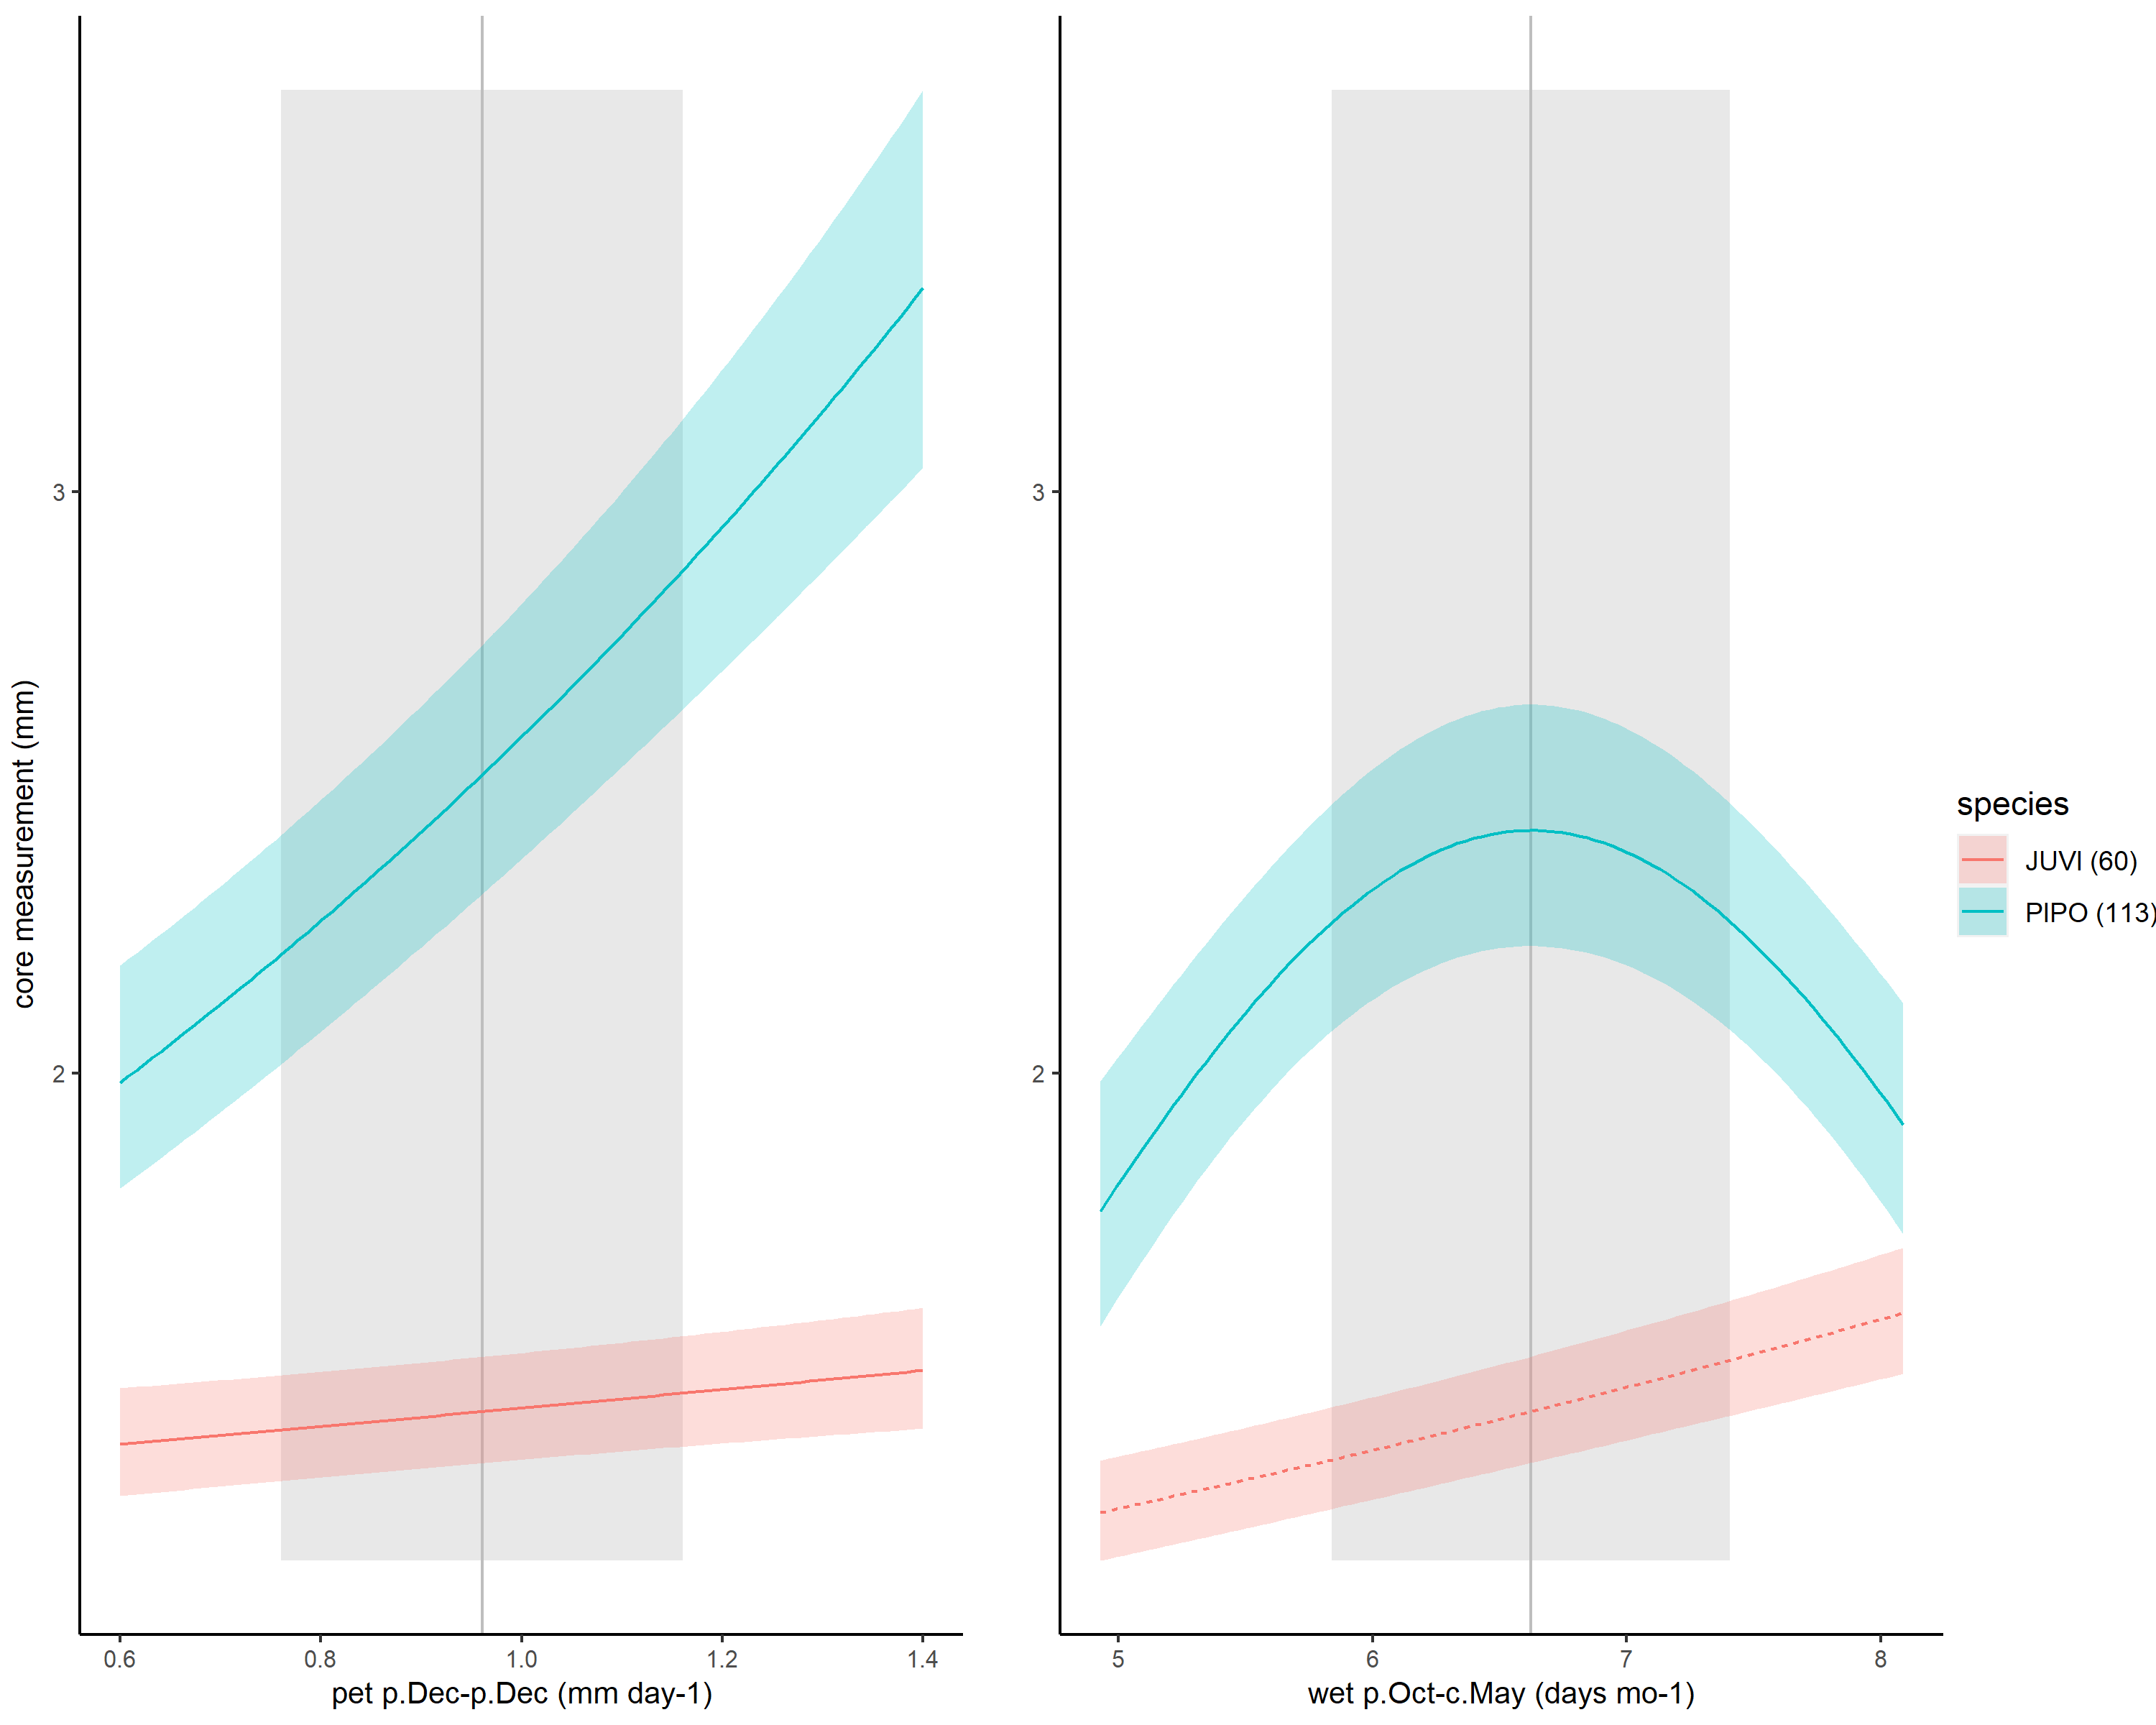 core measurement (mm)
3
2
0.6 0.8 1.0 1.2 1.4
pet p.Dec-p.Dec (mm day-1)
3
2
5 6 7 8
wet p.Oct-c.May (days mo-1)
species
JUVI (60)
PIPO (113)